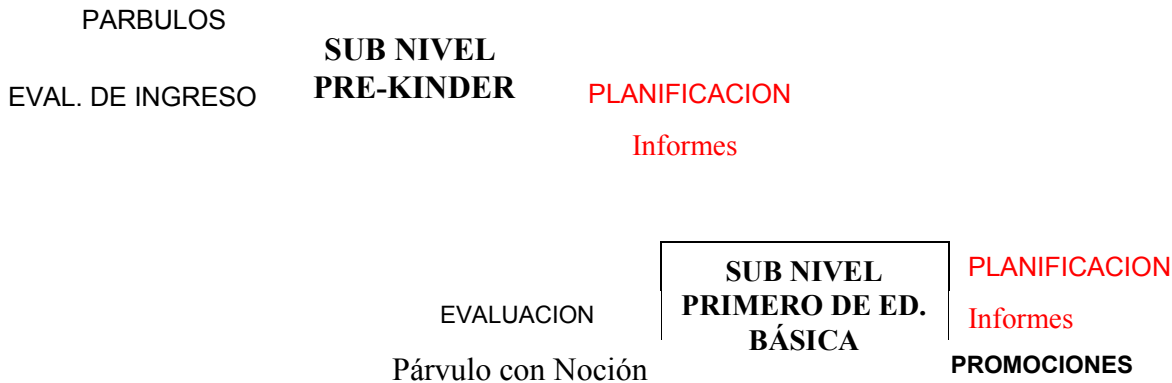 PARBULOS
SUB NIVEL
PRE-KINDER
EVAL. DE INGRESO
PLANIFICACION
Informes
SUB NIVEL
PRIMERO DE ED.
BÁSICA
PLANIFICACION
EVALUACION
Informes
Párvulo con Noción
PROMOCIONES